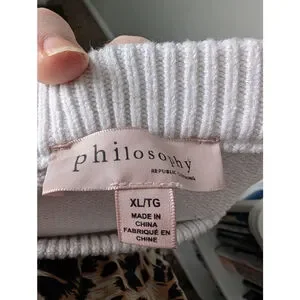 philosophy
REPUBLIC CLOTHING
XL/TG
MADE IN
CHINA
FABRIQUÉ EN
CHINE